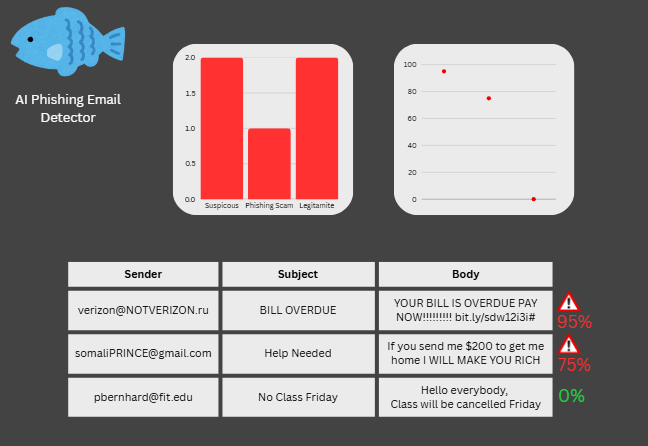 AI Phishing Email
Detector
2.0
1.5
1.0
0.5
0.0
Suspicous Phishing Scam Legitamite
100
80
60
40
20
0
Sender Subject Body
verizon@NOTVERIZON.ru BILL OVERDUE YOUR BILL IS OVERDUE PAY
NOW!!!!!!!!! bit.ly/sdw12i3i#
95%
somaliPRINCE@gmail.com Help Needed If you send me $200 to get me
home I WILL MAKE YOU RICH
75%
pbernhard@fit.edu No Class Friday Hello everybody,
Class will be cancelled Friday
0%